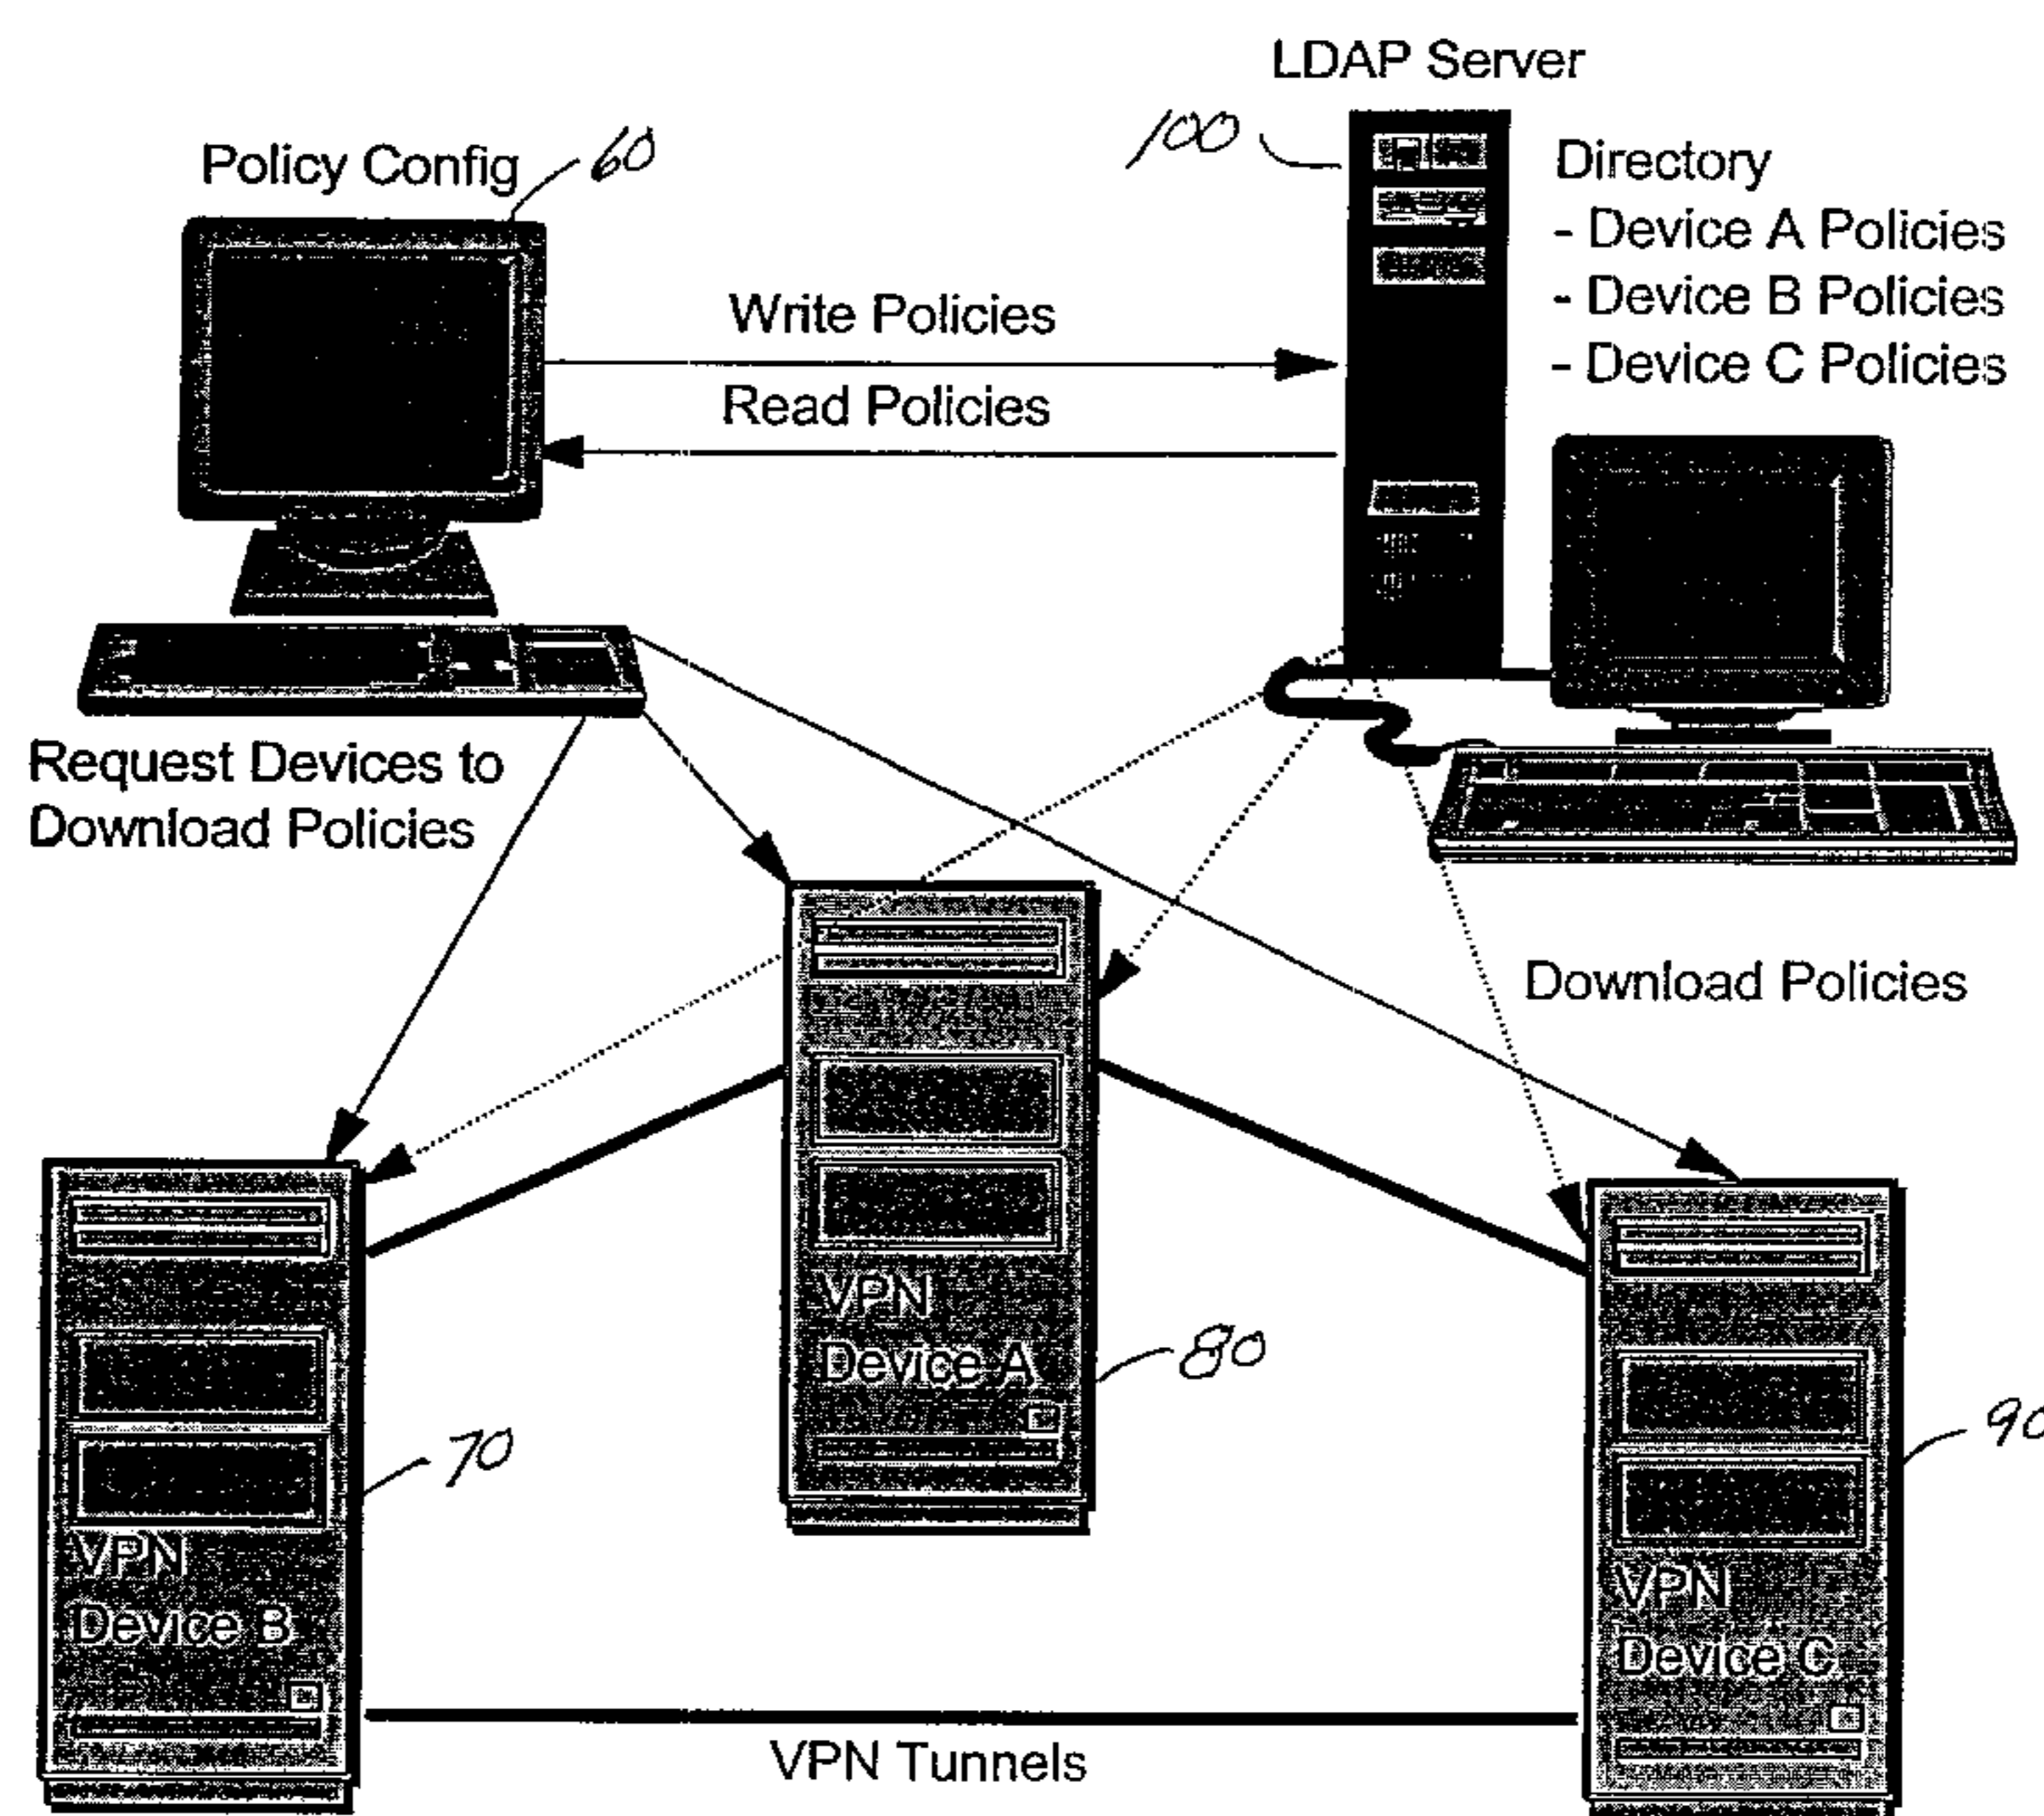 LDAP Server
100
Policy Config
60
Directory
- Device A Policies
- Device B Policies
- Device C Policies
Write Policies
Read Policies
Request Devices to
Download Policies
Download Policies
VPN
Device A
80
90
70
VPN
Device B
VPN
Device C
VPN Tunnels